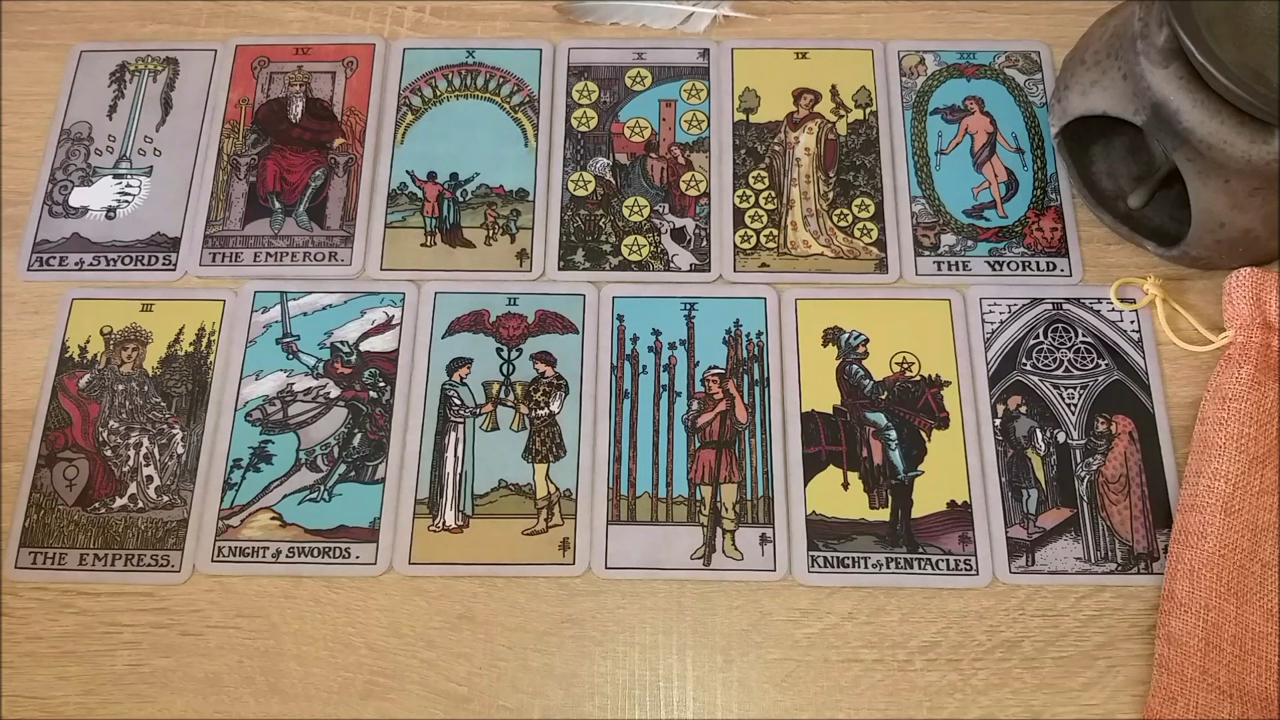 ACE of SWORDS.
IV
THE EMPEROR.
X
X
IX
XXI
THE WORLD.
III
THE EMPRESS.
KNIGHT of SWORDS.
II
IX
KNIGHT of PENTACLES.
III